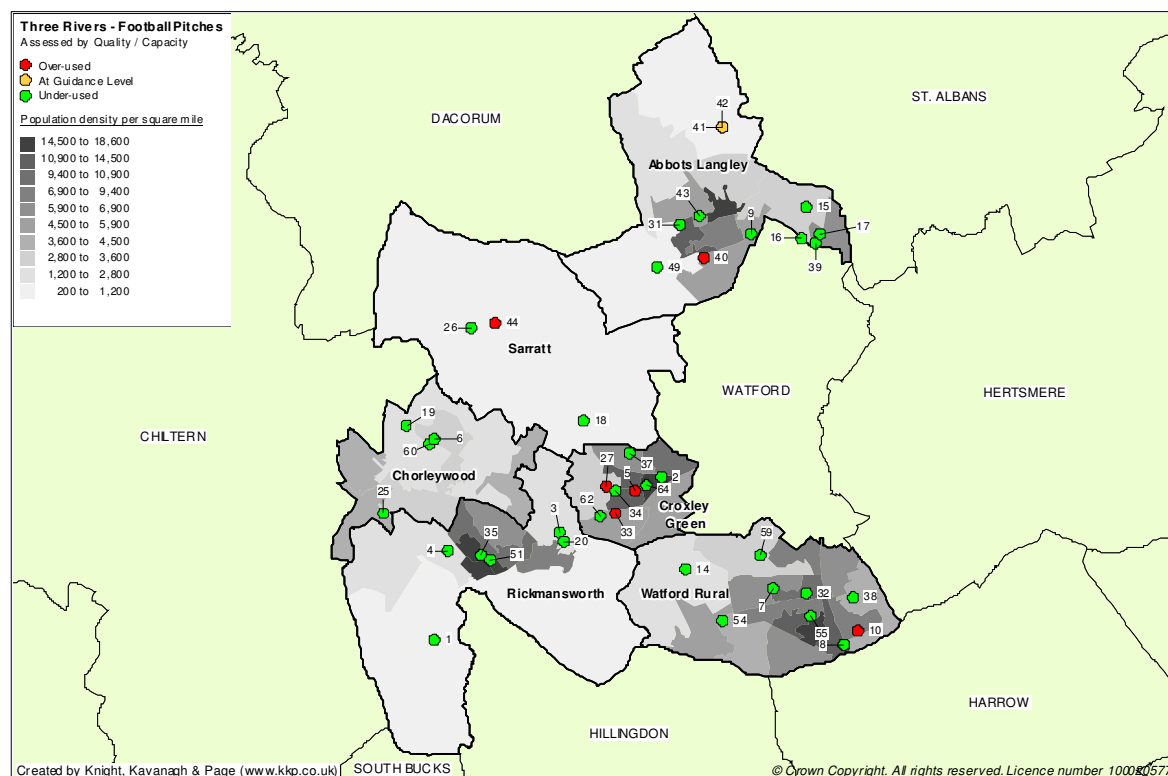 Three Rivers - Football Pitches
Assessed by Quality / Capacity
Over-used
At Guidance Level
Under-used
Population density per square mile
14,500 to 18,600
10,900 to 14,500
9,400 to 10,900
6,900 to 9,400
5,900 to 6,900
4,500 to 5,900
3,600 to 4,500
2,800 to 3,600
1,200 to 2,800
200 to 1,200
DACORUM
ST. ALBANS
42
41
Abbots Langley
43
31
9
15
17
16
39
40
49
26
44
Sarratt
WATFORD
HERTSMERE
CHILTERN
19
6
60
18
Chorleywood
25
27
5
37
2
64
62
34
33
Croxley
Green
3
20
35
51
4
59
14
Rickmansworth
Watford Rural
7
32
38
54
55
10
8
1
HARROW
HILLINGDON
SOUTH BUCKS
Created by Knight, Kavanagh & Page (www.kkp.co.uk)
© Crown Copyright. All rights reserved. Licence number